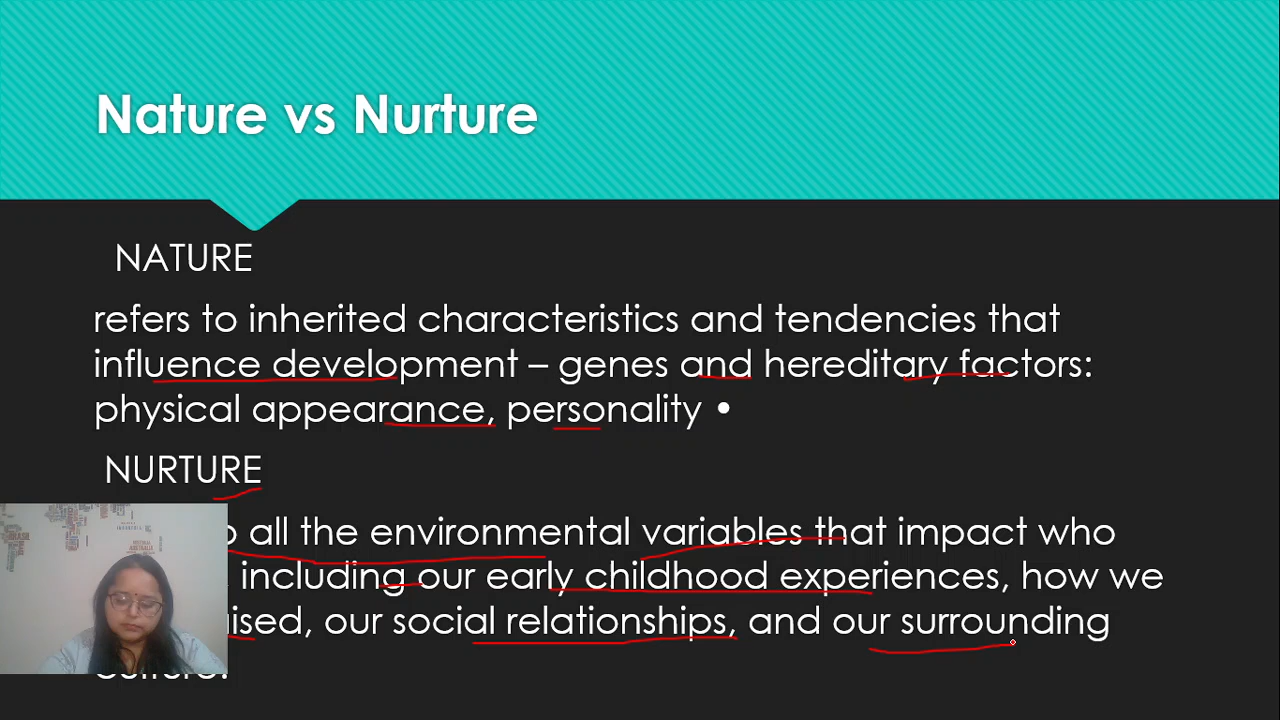 Nature vs Nurture
NATURE
refers to inherited characteristics and tendencies that
influence development – genes and hereditary factors:
physical appearance, personality •
NURTURE
all the environmental variables that impact who
including our early childhood experiences, how we
our social relationships, and our surrounding